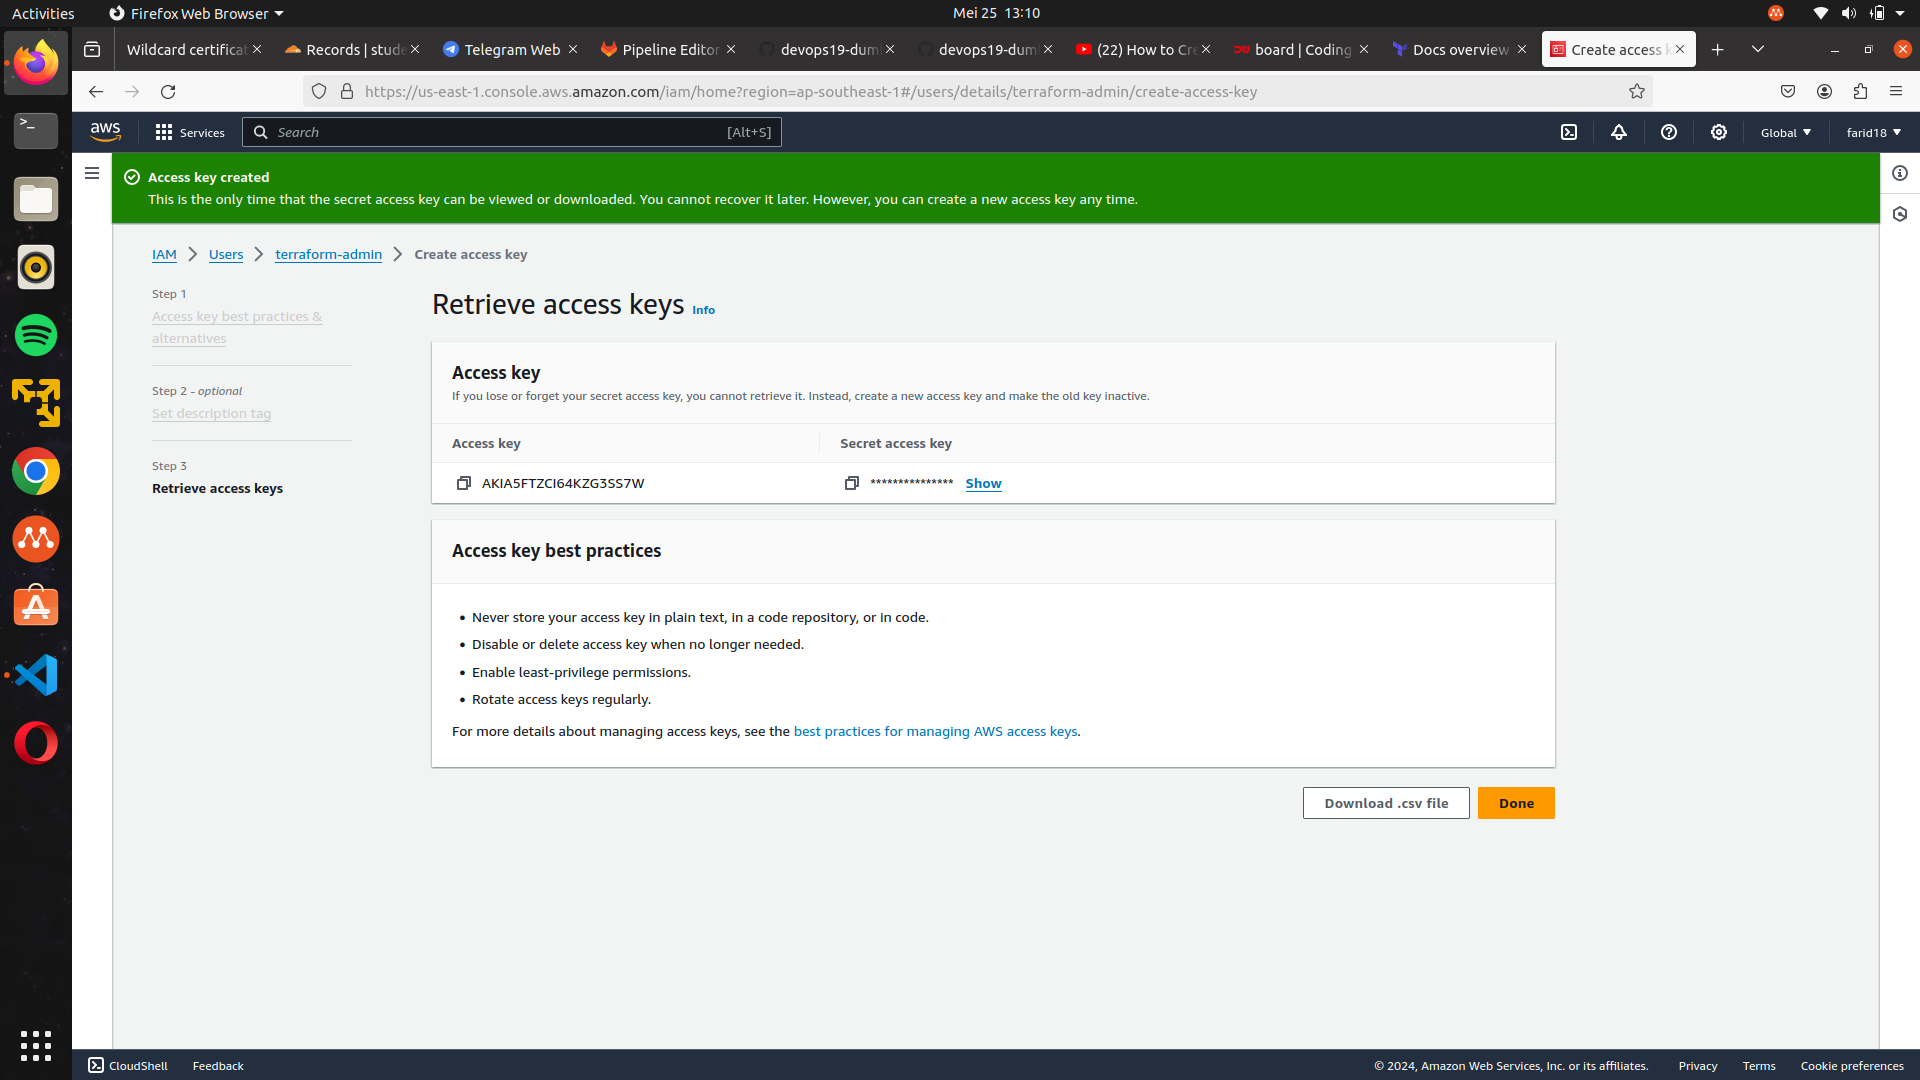 Activities
Firefox Web Browser
Mei 25 13:10
Wildcard certificat
Records | stude
Telegram Web
Pipeline Editor
devops19-dum
devops19-dum
(22) How to Cre
board | Coding
Docs overview
Create access k
https://us-east-1.console.aws.amazon.com/iam/home?region=ap-southeast-1#/users/details/terraform-admin/create-access-key
aws
Services
Search
[Alt+S]
Global
farid18
Access key created
This is the only time that the secret access key can be viewed or downloaded. You cannot recover it later. However, you can create a new access key any time.
IAM
Users
terraform-admin
Create access key
Step 1
Access key best practices &
alternatives
Step 2 - optional
Set description tag
Step 3
Retrieve access keys
Retrieve access keys Info
Access key
If you lose or forget your secret access key, you cannot retrieve it. Instead, create a new access key and make the old key inactive.
Access key
Secret access key
AKIA5FTZCI64KZG3SS7W
*************** Show
Access key best practices
• Never store your access key in plain text, in a code repository, or in code.
• Disable or delete access key when no longer needed.
• Enable least-privilege permissions.
• Rotate access keys regularly.
For more details about managing access keys, see the best practices for managing AWS access keys.
Download .csv file
Done
CloudShell
Feedback
© 2024, Amazon Web Services, Inc. or its affiliates.
Privacy
Terms
Cookie preferences